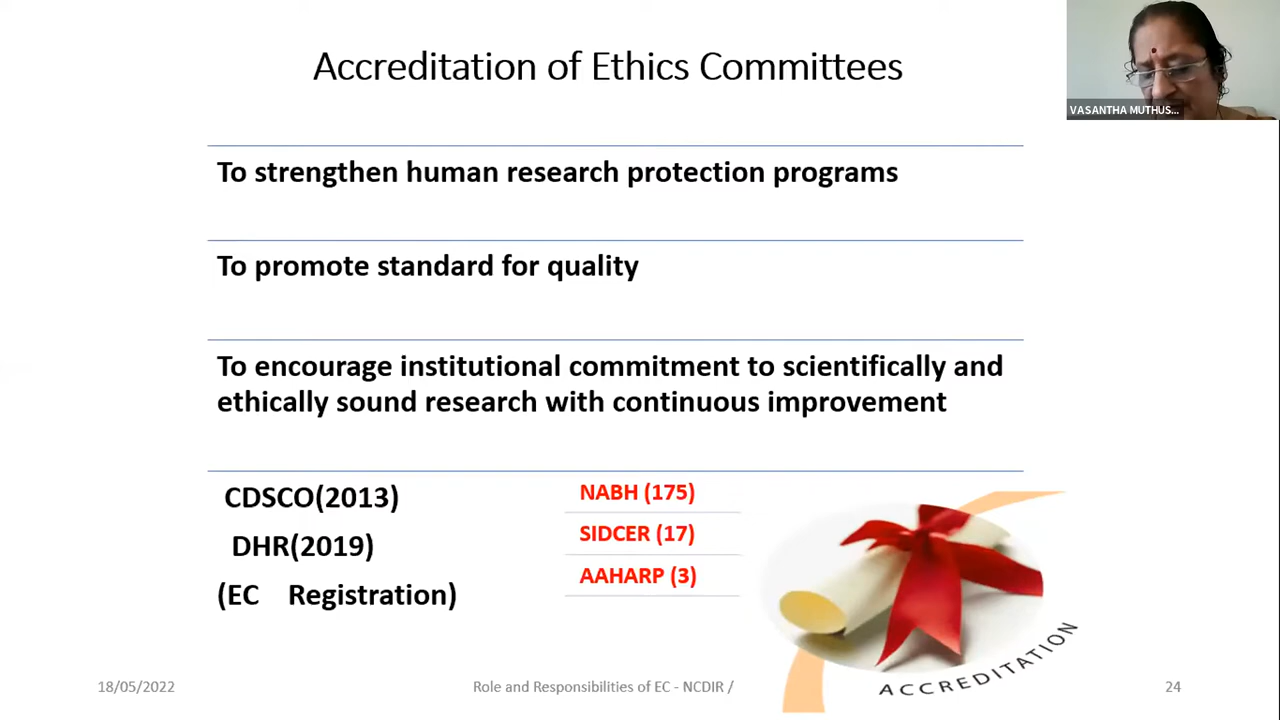 Accreditation of Ethics Committees
VASANTHA MUTHUS...
To strengthen human research protection programs
To promote standard for quality
To encourage institutional commitment to scientifically and
ethically sound research with continuous improvement
CDSCO(2013)
DHR(2019)
(EC Registration)
NABH (175)
SIDCER (17)
AAHARP (3)
ACCREDITATION
18/05/2022
Role and Responsibilities of EC - NCDIR /
24